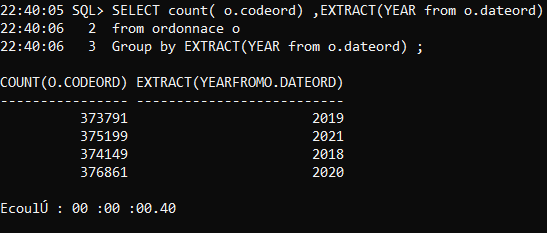 22:40:05 SQL> SELECT count( o.codeord) ,EXTRACT(YEAR from o.dateord)
22:40:06   2  from ordonnace o
22:40:06   3  Group by EXTRACT(YEAR from o.dateord) ;
COUNT(O.CODEORD) EXTRACT(YEARFROMO.DATEORD)
---------------- --------------------------
373791 2019
375199 2021
374149 2018
376861 2020
EcoulÚ : 00 :00 :00.40